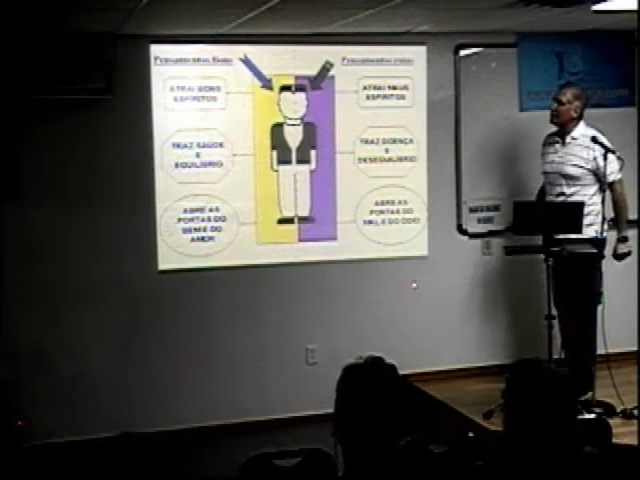 PENSAMENTOS BONS
PENSAMENTOS MAUS
ATRAI BONS
ESPÍRITOS
ATRAI MAUS
ESPÍRITOS
TRAZ SAÚDE
E
EQUILÍBRIO
TRAZ DOENÇA
E
DESEQUILÍBRIO
ABRE AS
PORTAS DO
BEM E DO
AMOR
ABRE AS
PORTAS DO
MAL E DO ÓDIO